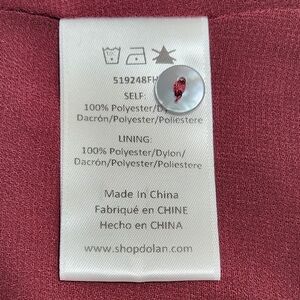 519248FH
SELF:
100% Polyester/D
Dacrón/Polyester/Poliestere
LINING:
100% Polyester/Dylon/
Dacrón/Polyester/Poliestere
Made In China
Fabriqué en CHINE
Hecho en CHINA
www.shopdolan.com